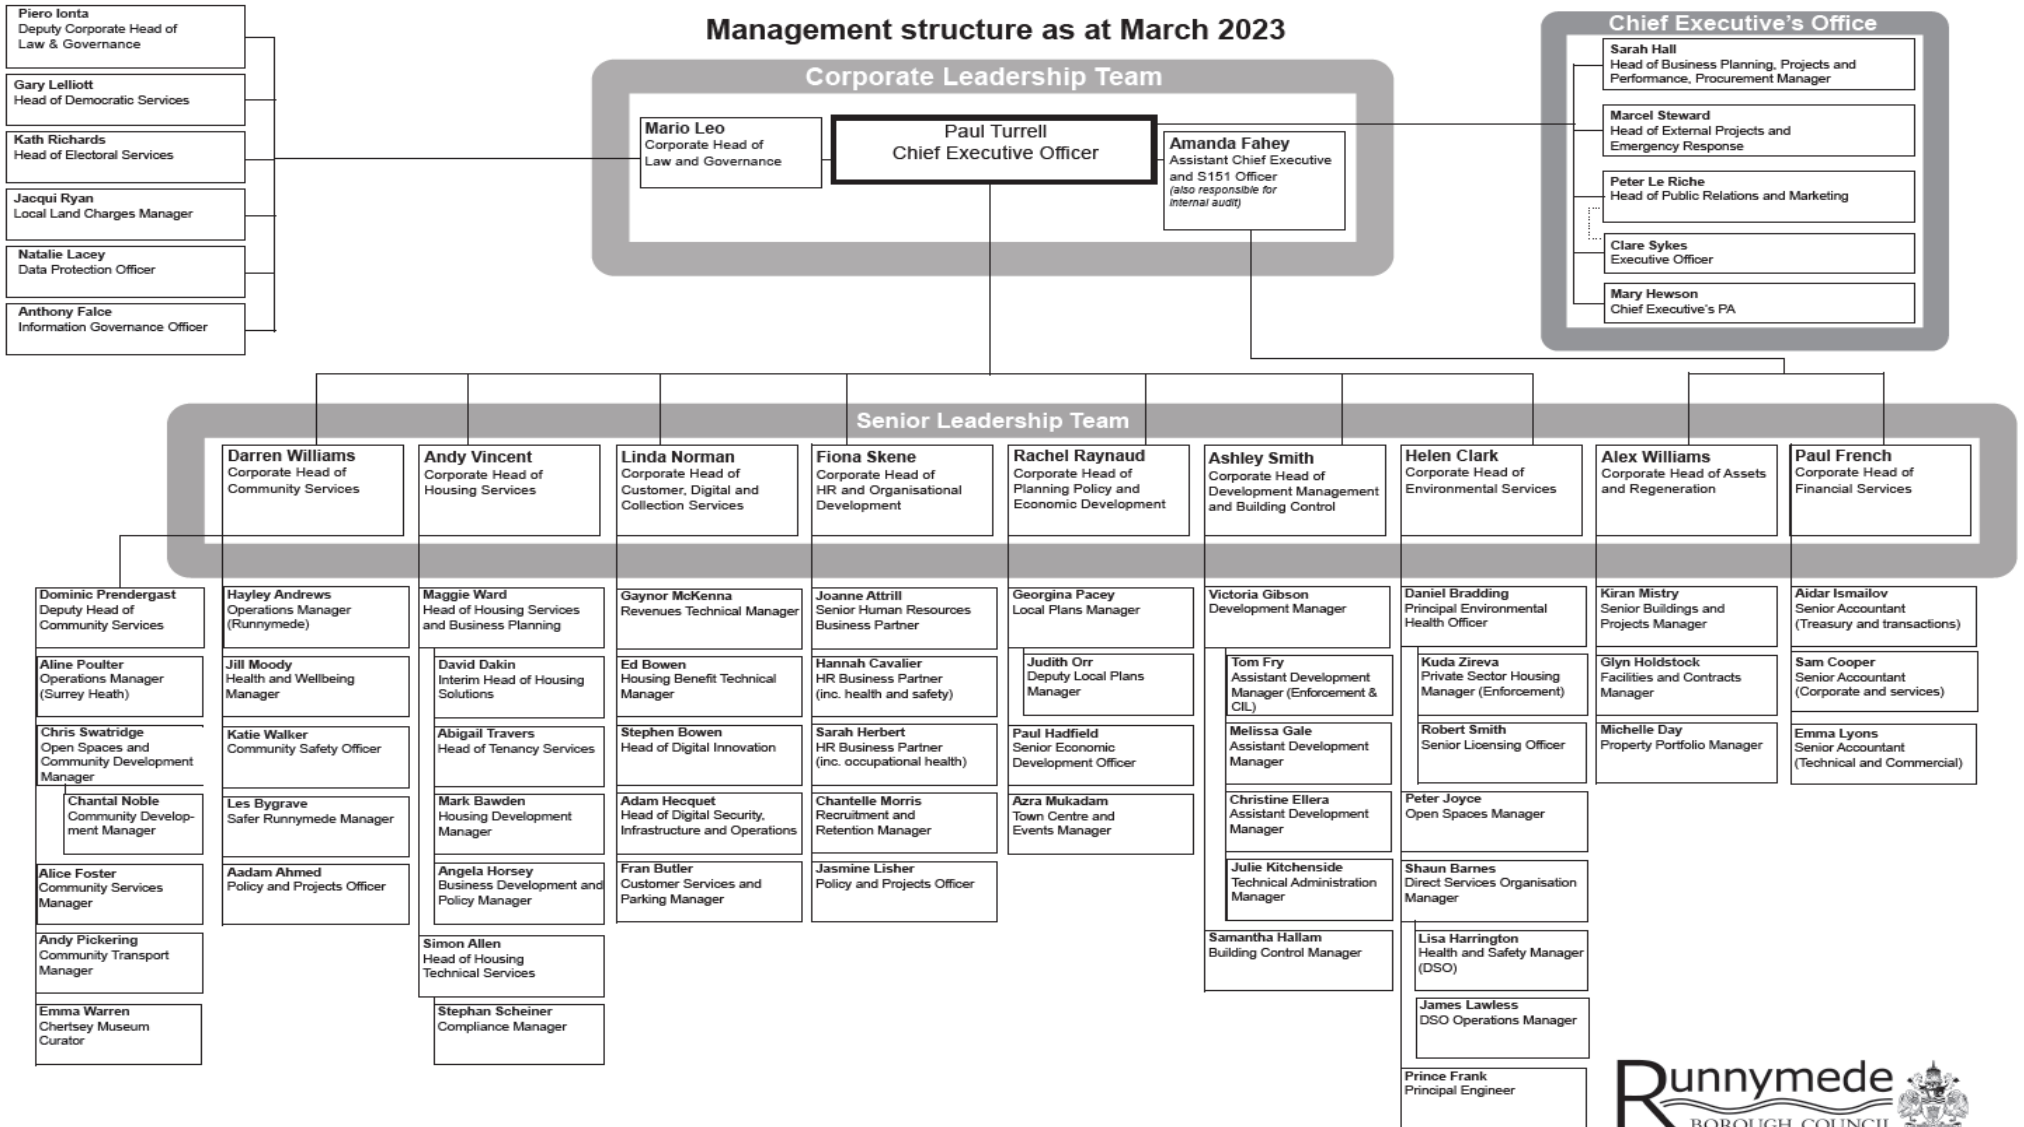 Management structure as at March 2023
Piero Ionta
Deputy Corporate Head of
Law & Governance
Gary Lelliott
Head of Democratic Services
Kath Richards
Head of Electoral Services
Jacqui Ryan
Local Land Charges Manager
Natalie Lacey
Data Protection Officer
Anthony Falce
Information Governance Officer
Corporate Leadership Team
Mario Leo
Corporate Head of
Law and Governance
Paul Turrell
Chief Executive Officer
Amanda Fahey
Assistant Chief Executive
and S151 Officer
(also responsible for
internal audit)
Chief Executive's Office
Sarah Hall
Head of Business Planning, Projects and
Performance, Procurement Manager
Marcel Steward
Head of External Projects and
Emergency Response
Peter Le Riche
Head of Public Relations and Marketing
Clare Sykes
Executive Officer
Mary Hewson
Chief Executive's PA
Senior Leadership Team
Darren Williams
Corporate Head of
Community Services
Andy Vincent
Corporate Head of
Housing Services
Linda Norman
Corporate Head of
Customer, Digital and
Collection Services
Fiona Skene
Corporate Head of
HR and Organisational
Development
Rachel Raynaud
Corporate Head of
Planning Policy and
Economic Development
Ashley Smith
Corporate Head of
Development Management
and Building Control
Helen Clark
Corporate Head of
Environmental Services
Alex Williams
Corporate Head of Assets
and Regeneration
Paul French
Corporate Head of
Financial Services
Dominic Prendergast
Deputy Head of
Community Services
Aline Poulter
Operations Manager
(Surrey Heath)
Chris Swatridge
Open Spaces and
Community Development
Manager
Chantal Noble
Community Develop-
ment Manager
Alice Foster
Community Services
Manager
Andy Pickering
Community Transport
Manager
Emma Warren
Chertsey Museum
Curator
Hayley Andrews
Operations Manager
(Runnymede)
Jill Moody
Health and Wellbeing
Manager
Katie Walker
Community Safety Officer
Les Bygrave
Safer Runnymede Manager
Aadam Ahmed
Policy and Projects Officer
Maggie Ward
Head of Housing Services
and Business Planning
David Dakin
Interim Head of Housing
Solutions
Abigail Travers
Head of Tenancy Services
Mark Bawden
Housing Development
Manager
Angela Horsey
Business Development and
Policy Manager
Simon Allen
Head of Housing
Technical Services
Stephan Scheiner
Compliance Manager
Gaynor McKenna
Revenues Technical Manager
Ed Bowen
Housing Benefit Technical
Manager
Stephen Bowen
Head of Digital Innovation
Adam Hecquet
Head of Digital Security,
Infrastructure and Operations
Fran Butler
Customer Services and
Parking Manager
Joanne Attrill
Senior Human Resources
Business Partner
Hannah Cavalier
HR Business Partner
(inc. health and safety)
Sarah Herbert
HR Business Partner
(inc. occupational health)
Chantelle Morris
Recruitment and
Retention Manager
Jasmine Lisher
Policy and Projects Officer
Georgina Pacey
Local Plans Manager
Judith Orr
Deputy Local Plans
Manager
Paul Hadfield
Senior Economic
Development Officer
Azra Mukadam
Town Centre and
Events Manager
Victoria Gibson
Development Manager
Tom Fry
Assistant Development
Manager (Enforcement &
CIL)
Melissa Gale
Assistant Development
Manager
Christine Ellera
Assistant Development
Manager
Julie Kitchenside
Technical Administration
Manager
Samantha Hallam
Building Control Manager
Daniel Bradding
Principal Environmental
Health Officer
Kuda Zireva
Private Sector Housing
Manager (Enforcement)
Robert Smith
Senior Licensing Officer
Peter Joyce
Open Spaces Manager
Shaun Barnes
Direct Services Organisation
Manager
Lisa Harrington
Health and Safety Manager
(DSO)
James Lawless
DSO Operations Manager
Prince Frank
Principal Engineer
Kiran Mistry
Senior Buildings and
Projects Manager
Glyn Holdstock
Facilities and Contracts
Manager
Michelle Day
Property Portfolio Manager
Aidar Ismailov
Senior Accountant
(Treasury and transactions)
Sam Cooper
Senior Accountant
(Corporate and services)
Emma Lyons
Senior Accountant
(Technical and Commercial)
Runnymede
BOROUGH COUNCIL